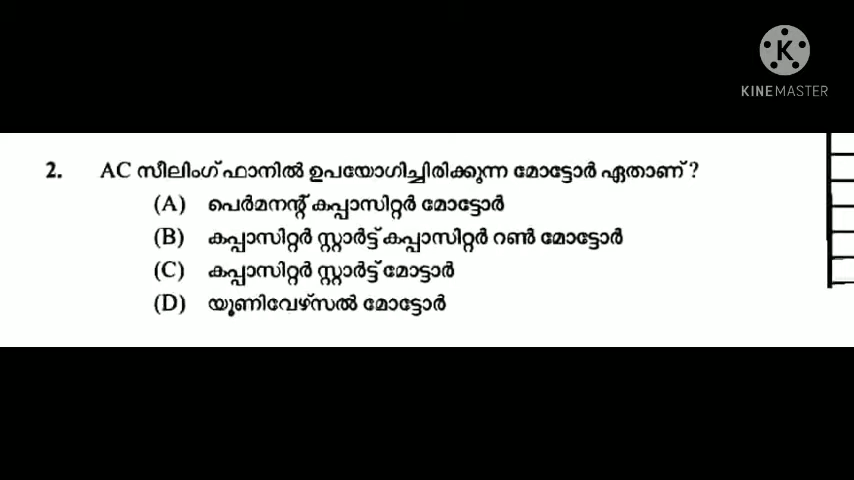 K
KINEMASTER
2. AC സീലിംഗ് ഫാനിൽ ഉപയോഗിച്ചിരിക്കുന്ന മോട്ടോർ ഏതാണ് ?
(A) പെർമനന്റ് കപ്പാസിറ്റർ മോട്ടോർ
(B) കപ്പാസിറ്റർ സ്റ്റാർട്ട് കപ്പാസിറ്റർ റൺ മോട്ടോർ
(C) കപ്പാസിറ്റർ സ്റ്റാർട്ട് മോട്ടാർ
(D) യൂണിവേഴ്സൽ മോട്ടോർ